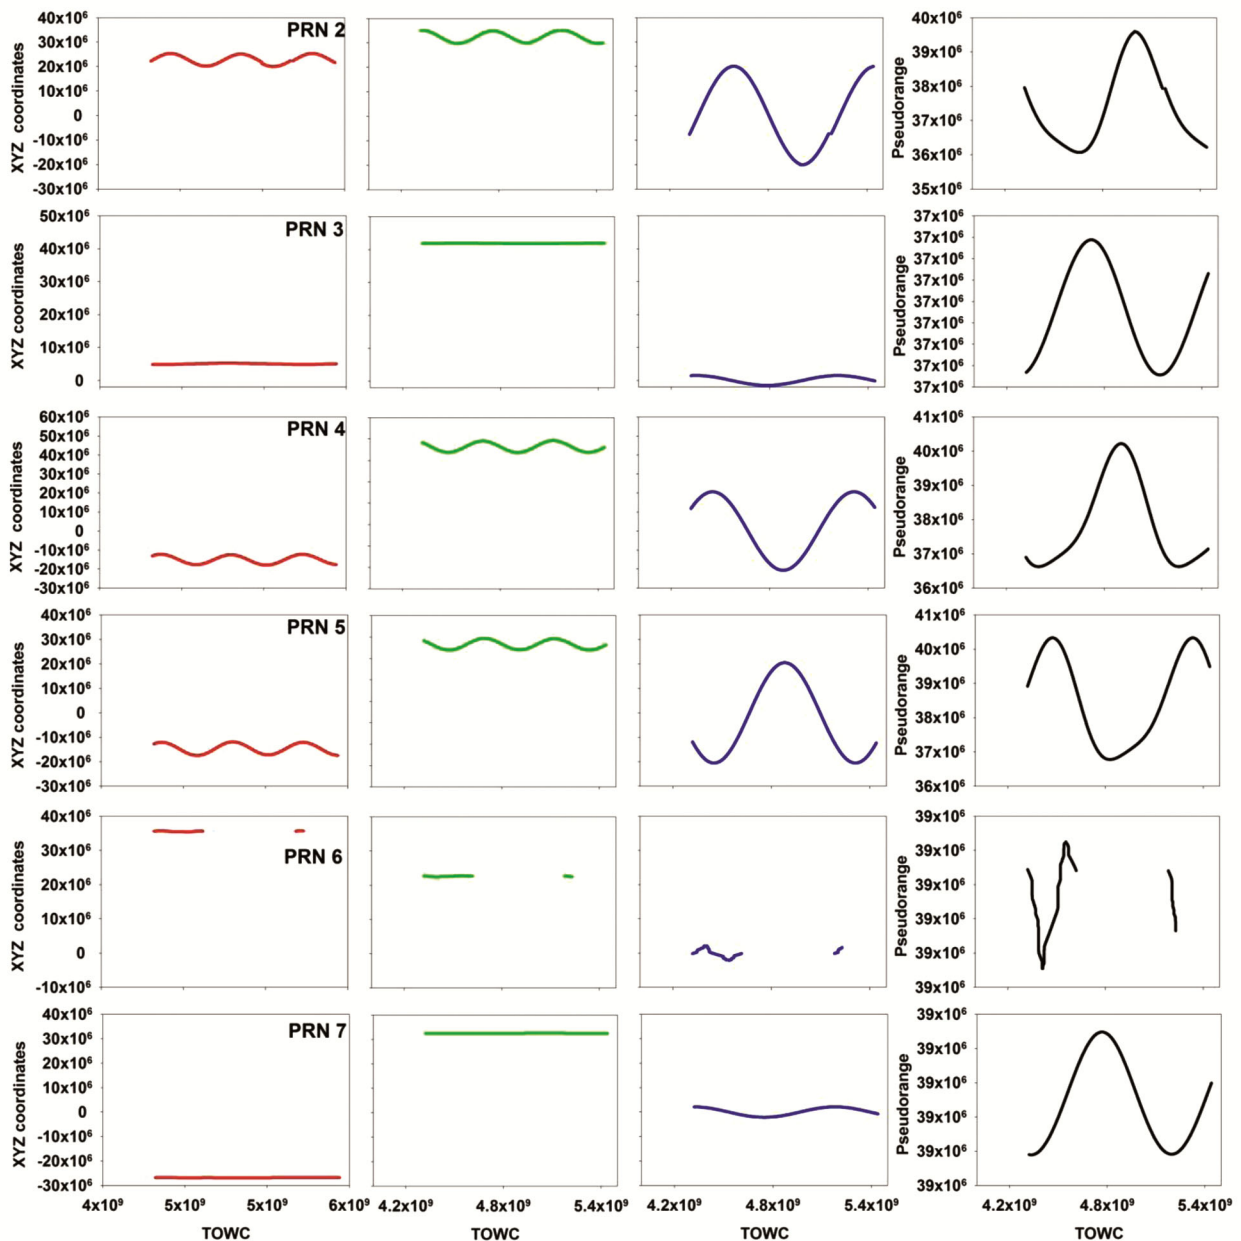 PRN 2
XYZ coordinates
40x10⁶
30x10⁶
20x10⁶
10x10⁶
0
-10x10⁶
-20x10⁶
-30x10⁶
Pseudorange
40x10⁶
39x10⁶
38x10⁶
37x10⁶
36x10⁶
35x10⁶
PRN 3
XYZ coordinates
50x10⁶
40x10⁶
30x10⁶
20x10⁶
10x10⁶
0
Pseudorange
37x10⁶
37x10⁶
37x10⁶
37x10⁶
37x10⁶
37x10⁶
37x10⁶
37x10⁶
37x10⁶
PRN 4
XYZ coordinates
60x10⁶
50x10⁶
40x10⁶
30x10⁶
20x10⁶
10x10⁶
0
-10x10⁶
-20x10⁶
-30x10⁶
Pseudorange
41x10⁶
40x10⁶
39x10⁶
38x10⁶
37x10⁶
36x10⁶
PRN 5
XYZ coordinates
40x10⁶
30x10⁶
20x10⁶
10x10⁶
0
-10x10⁶
-20x10⁶
-30x10⁶
Pseudorange
41x10⁶
40x10⁶
39x10⁶
38x10⁶
37x10⁶
36x10⁶
PRN 6
XYZ coordinates
40x10⁶
30x10⁶
20x10⁶
10x10⁶
0
-10x10⁶
Pseudorange
39x10⁶
39x10⁶
39x10⁶
39x10⁶
39x10⁶
39x10⁶
PRN 7
XYZ coordinates
40x10⁶
30x10⁶
20x10⁶
10x10⁶
0
-10x10⁶
-20x10⁶
-30x10⁶
Pseudorange
39x10⁶
39x10⁶
39x10⁶
39x10⁶
39x10⁶
39x10⁶
4x10⁹ 5x10⁹ 5x10⁹ 6x10⁹
4.2x10⁹ 4.8x10⁹ 5.4x10⁹
4.2x10⁹ 4.8x10⁹ 5.4x10⁹
4.2x10⁹ 4.8x10⁹ 5.4x10⁹
TOWC TOWC TOWC TOWC